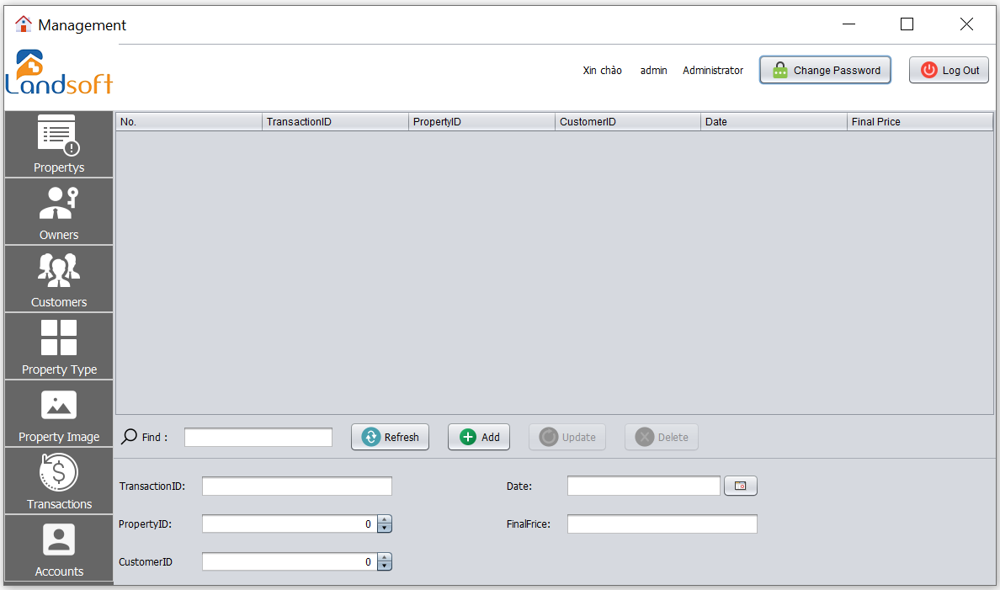 Management
Landsoft
Xin chào admin Administrator Change Password Log Out
Propertys
Owners
Customers
Property Type
Property Image
Transactions
Accounts
No. TransactionID PropertyID CustomerID Date Final Price
Find : Refresh Add Update Delete
TransactionID: Date:
PropertyID: 0 FinalFrice:
CustomerID 0